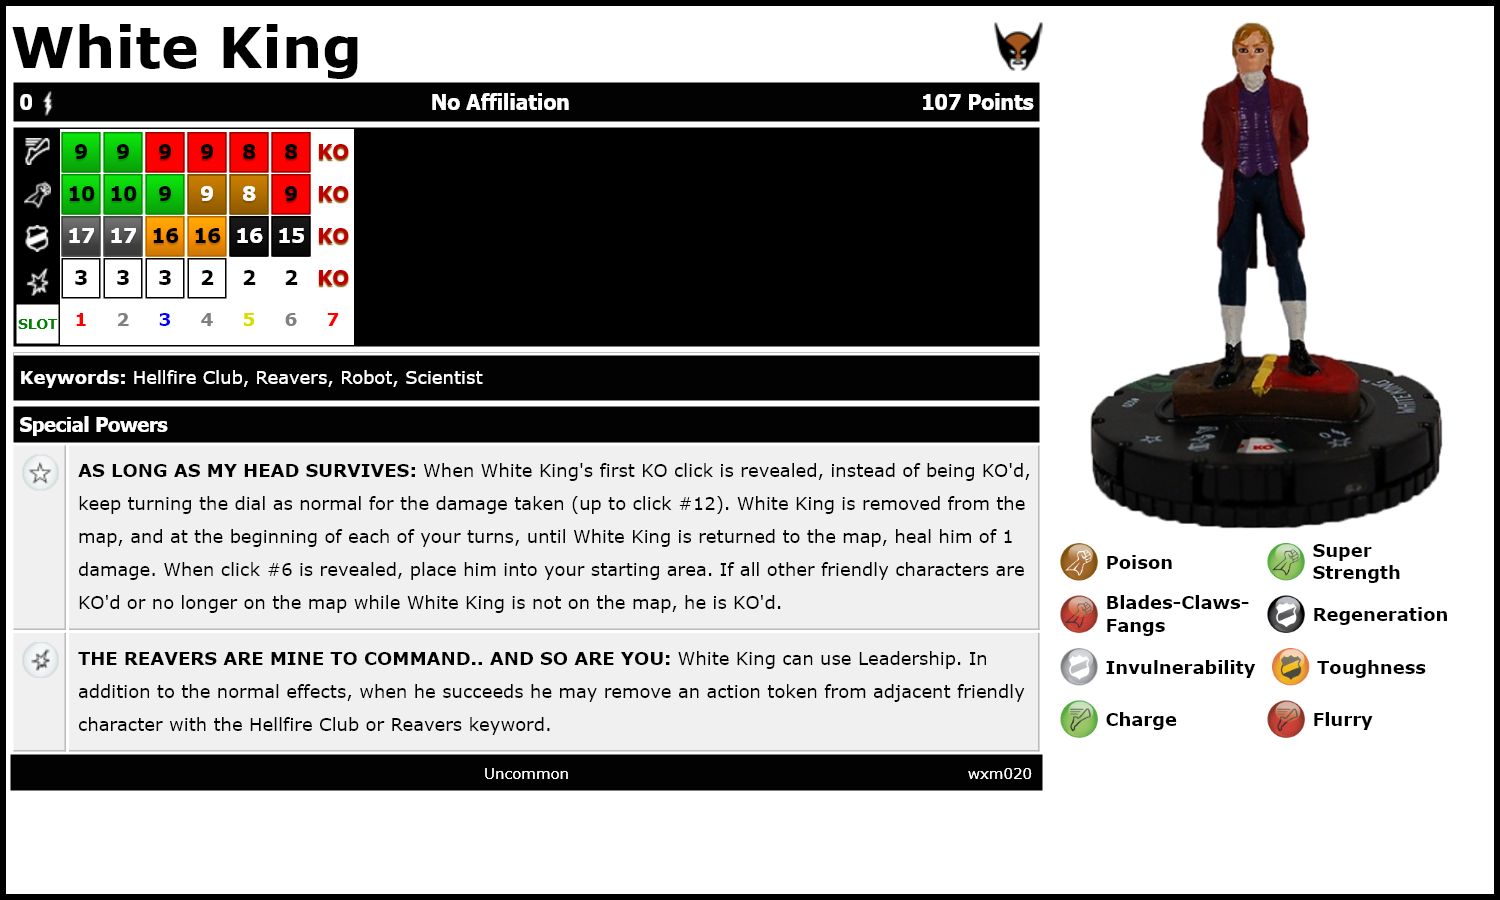 White King
0 No Affiliation 107 Points
9 9 9 9 8 8 KO
10 10 9 9 8 9 KO
17 17 16 16 16 15 KO
3 3 3 2 2 2 KO
SLOT 1 2 3 4 5 6 7
Keywords: Hellfire Club, Reavers, Robot, Scientist
Special Powers
AS LONG AS MY HEAD SURVIVES: When White King's first KO click is revealed, instead of being KO'd,
keep turning the dial as normal for the damage taken (up to click #12). White King is removed from the
map, and at the beginning of each of your turns, until White King is returned to the map, heal him of 1
damage. When click #6 is revealed, place him into your starting area. If all other friendly characters are
KO'd or no longer on the map while White King is not on the map, he is KO'd.
THE REAVERS ARE MINE TO COMMAND.. AND SO ARE YOU: White King can use Leadership. In
addition to the normal effects, when he succeeds he may remove an action token from adjacent friendly
character with the Hellfire Club or Reavers keyword.
Uncommon wxm020
WHITE KING
020
KO
Poison
Super
Strength
Blades-Claws-
Fangs
Regeneration
Invulnerability
Toughness
Charge
Flurry